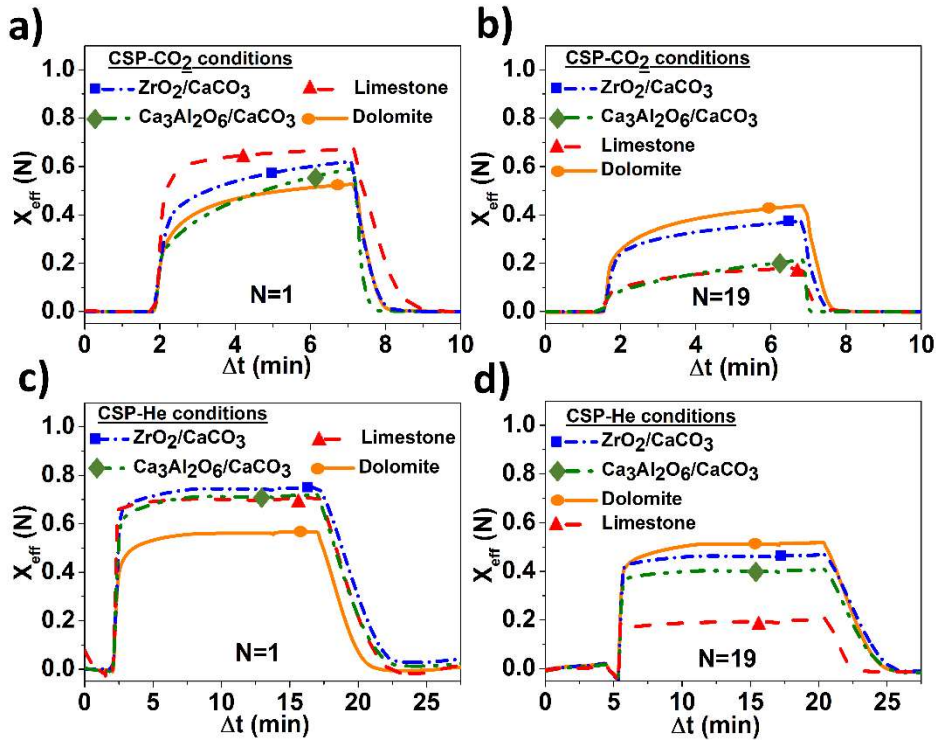 a)
CSP-CO2 conditions
ZrO2/CaCO3
Limestone
Ca3Al2O6/CaCO3
Dolomite
N=1
Xeff (N)
1.0
0.8
0.6
0.4
0.2
0.0
0 2 4 6 8 10
Δt (min)
b)
CSP-CO2 conditions
ZrO2/CaCO3
Ca3Al2O6/CaCO3
Limestone
Dolomite
N=19
Xeff (N)
1.0
0.8
0.6
0.4
0.2
0.0
0 2 4 6 8 10
Δt (min)
c)
CSP-He conditions
ZrO2/CaCO3
Limestone
Ca3Al2O6/CaCO3
Dolomite
N=1
Xeff (N)
1.0
0.8
0.6
0.4
0.2
0.0
0 5 10 15 20 25
Δt (min)
d)
CSP-He conditions
ZrO2/CaCO3
Ca3Al2O6/CaCO3
Dolomite
Limestone
N=19
Xeff (N)
1.0
0.8
0.6
0.4
0.2
0.0
0 5 10 15 20 25
Δt (min)